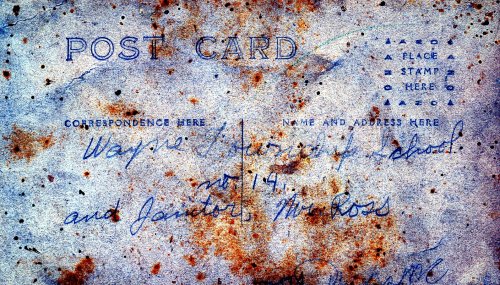 POST CARD
PLACE
STAMP
HERE
CORRESPONDENCE HERE
NAME AND ADDRESS HERE
Wayne Township School
no 14,
and Janitor, Mr Ross